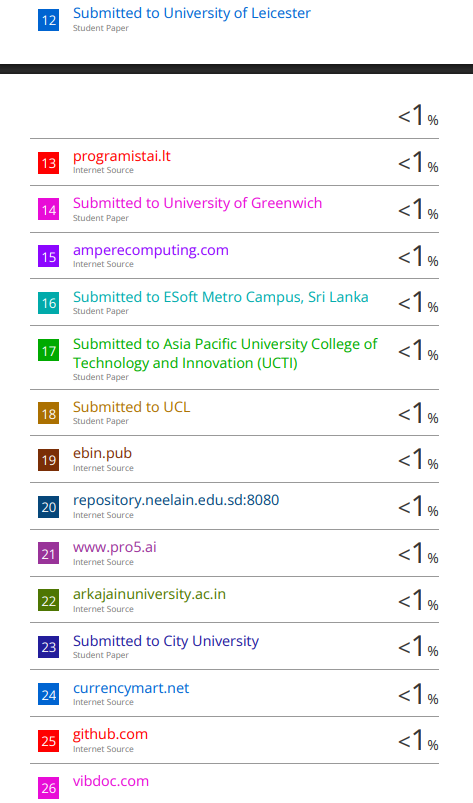 12 Submitted to University of Leicester
Student Paper
<1%
13 programistai.lt <1%
Internet Source
14 Submitted to University of Greenwich <1%
Student Paper
15 amperecomputing.com <1%
Internet Source
16 Submitted to ESoft Metro Campus, Sri Lanka <1%
Student Paper
17 Submitted to Asia Pacific University College of <1%
Technology and Innovation (UCTI)
Student Paper
18 Submitted to UCL <1%
Student Paper
19 ebin.pub <1%
Internet Source
20 repository.neelain.edu.sd:8080 <1%
Internet Source
21 www.pro5.ai <1%
Internet Source
22 arkajainuniversity.ac.in <1%
Internet Source
23 Submitted to City University <1%
Student Paper
24 currencymart.net <1%
Internet Source
25 github.com <1%
Internet Source
26 vibdoc.com